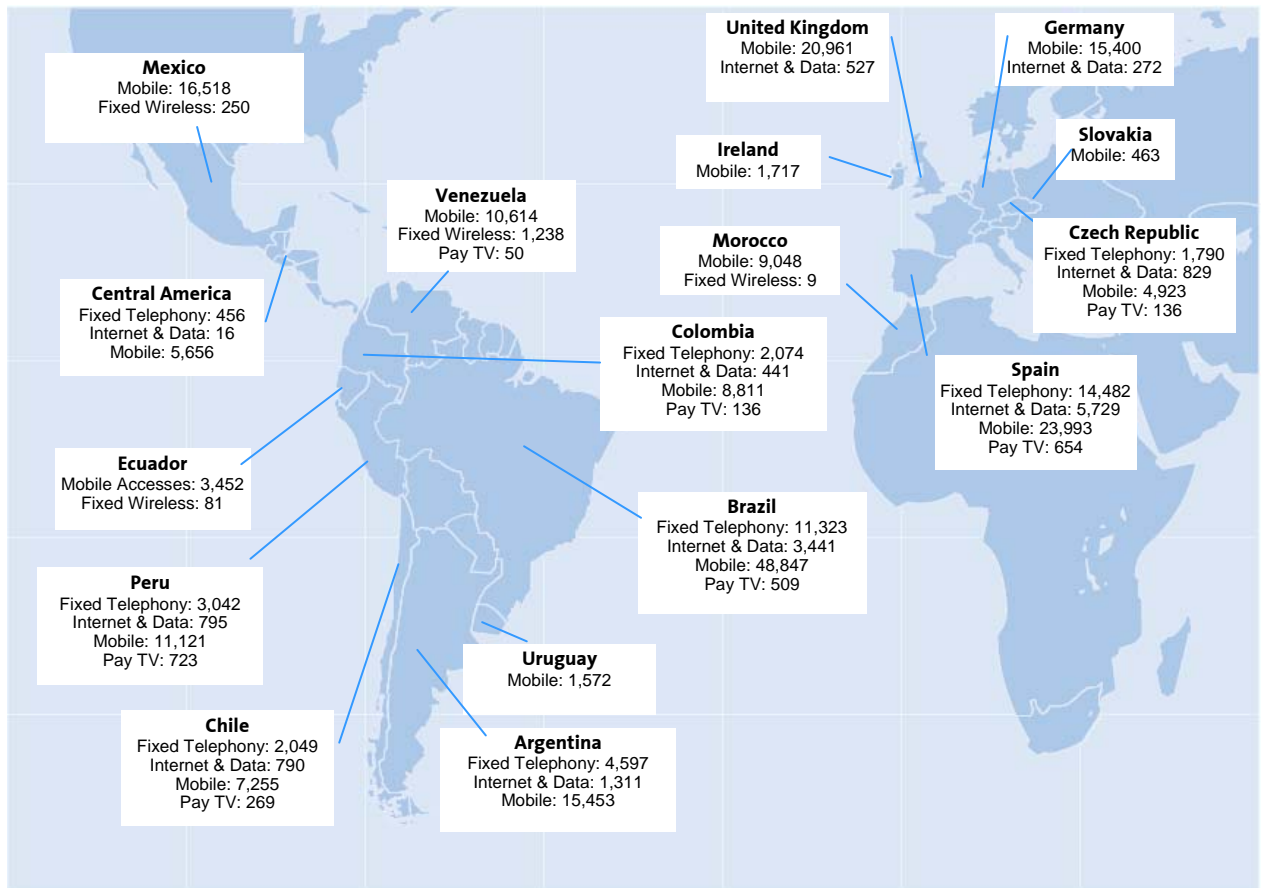 Mexico
Mobile: 16,518
Fixed Wireless: 250
United Kingdom
Mobile: 20,961
Internet & Data: 527
Germany
Mobile: 15,400
Internet & Data: 272
Slovakia
Mobile: 463
Ireland
Mobile: 1,717
Venezuela
Mobile: 10,614
Fixed Wireless: 1,238
Pay TV: 50
Morocco
Mobile: 9,048
Fixed Wireless: 9
Czech Republic
Fixed Telephony: 1,790
Internet & Data: 829
Mobile: 4,923
Pay TV: 136
Central America
Fixed Telephony: 456
Internet & Data: 16
Mobile: 5,656
Colombia
Fixed Telephony: 2,074
Internet & Data: 441
Mobile: 8,811
Pay TV: 136
Spain
Fixed Telephony: 14,482
Internet & Data: 5,729
Mobile: 23,993
Pay TV: 654
Ecuador
Mobile Accesses: 3,452
Fixed Wireless: 81
Brazil
Fixed Telephony: 11,323
Internet & Data: 3,441
Mobile: 48,847
Pay TV: 509
Peru
Fixed Telephony: 3,042
Internet & Data: 795
Mobile: 11,121
Pay TV: 723
Uruguay
Mobile: 1,572
Chile
Fixed Telephony: 2,049
Internet & Data: 790
Mobile: 7,255
Pay TV: 269
Argentina
Fixed Telephony: 4,597
Internet & Data: 1,311
Mobile: 15,453